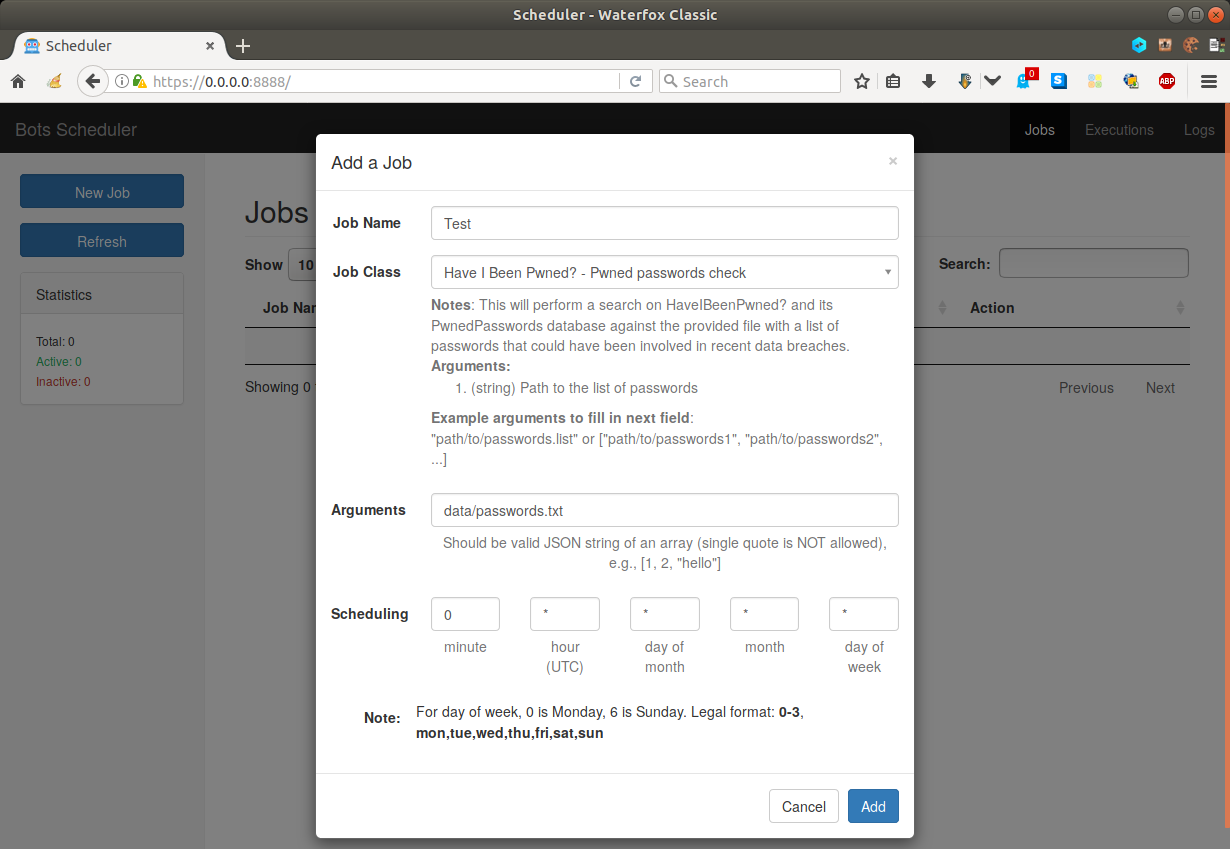 Scheduler - Waterfox Classic
Scheduler
https://0.0.0.0:8888/
Search
0
S
ABP
Bots Scheduler
Jobs
Executions
Logs
New Job
Refresh
Statistics
Total: 0
Active: 0
Inactive: 0
Jobs
Show 10
Search:
Action
Showing 0
Previous
Next
Add a Job
×
Job Name
Test
Job Class
Have I Been Pwned? - Pwned passwords check
Notes: This will perform a search on HaveIBeenPwned? and its
PwnedPasswords database against the provided file with a list of
passwords that could have been involved in recent data breaches.
Arguments:
1. (string) Path to the list of passwords
Example arguments to fill in next field:
"path/to/passwords.list" or ["path/to/passwords1", "path/to/passwords2",
...]
Arguments
data/passwords.txt
Should be valid JSON string of an array (single quote is NOT allowed),
e.g., [1, 2, "hello"]
Scheduling
0 * * * *
minute
hour
(UTC)
day of
month
month
day of
week
Note:
For day of week, 0 is Monday, 6 is Sunday. Legal format: 0-3,
mon,tue,wed,thu,fri,sat,sun
Cancel
Add